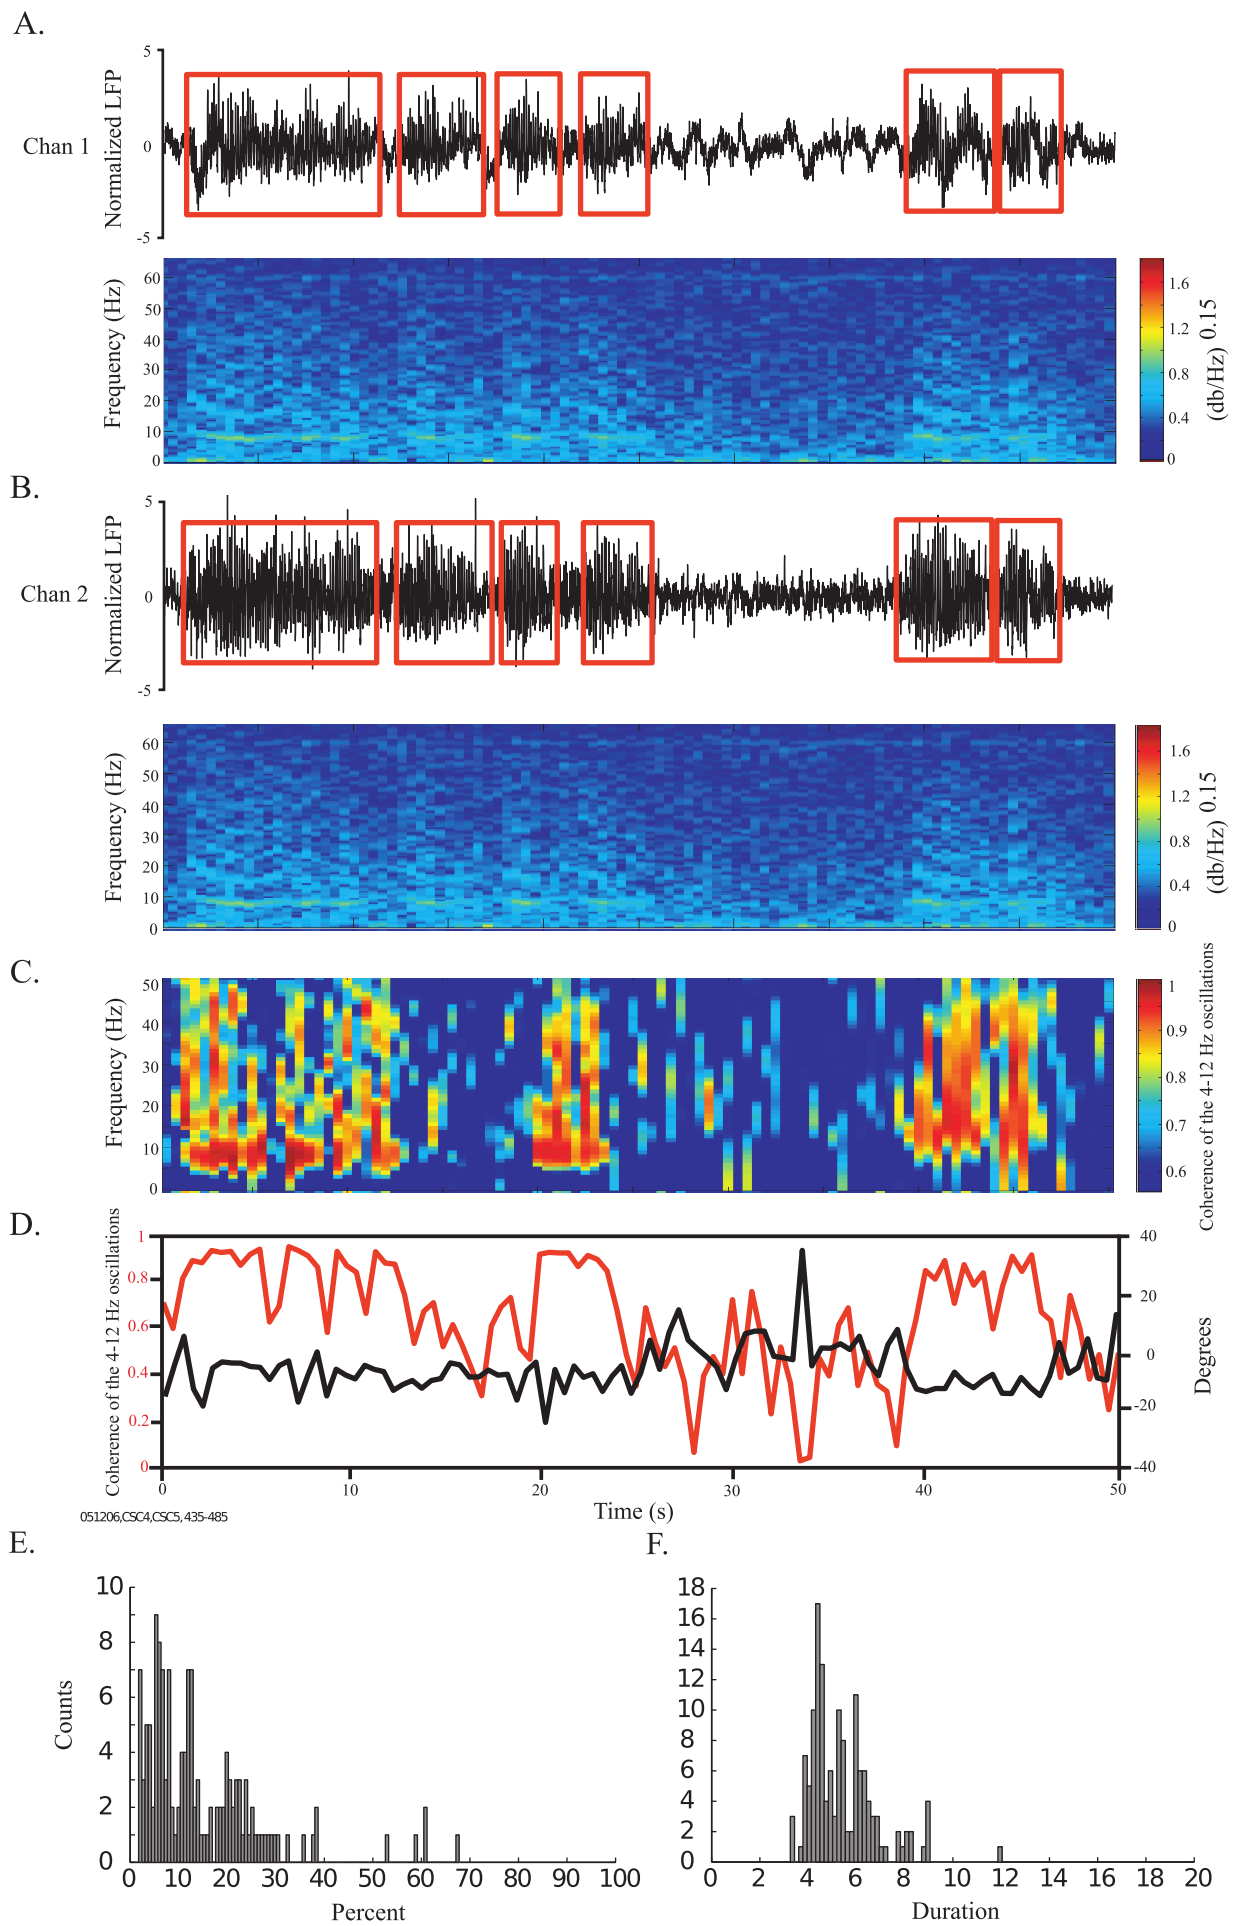 A.
5
0
-5
Chan 1
Normalized LFP
60
50
40
30
20
10
0
Frequency (Hz)
1.6
1.2
0.8
0.4
0
(db/Hz) 0.15
B.
5
0
-5
Chan 2
Normalized LFP
60
50
40
30
20
10
0
Frequency (Hz)
1.6
1.2
0.8
0.4
0
(db/Hz) 0.15
C.
50
40
30
20
10
0
Frequency (Hz)
1
0.9
0.8
0.7
0.6
Coherence of the 4-12 Hz oscillations
D.
Coherence of the 4-12 Hz oscillations
1
0.8
0.6
0.4
0.2
0
40
20
0
-20
-40
Degrees
0 10 20 30 40 50
Time (s)
051206,CSC4,CSC5, 435-485
E.
Counts
10
8
6
4
2
0
0 10 20 30 40 50 60 70 80 90 100
Percent
F.
18
16
14
12
10
8
6
4
2
0
0 2 4 6 8 10 12 14 16 18 20
Duration